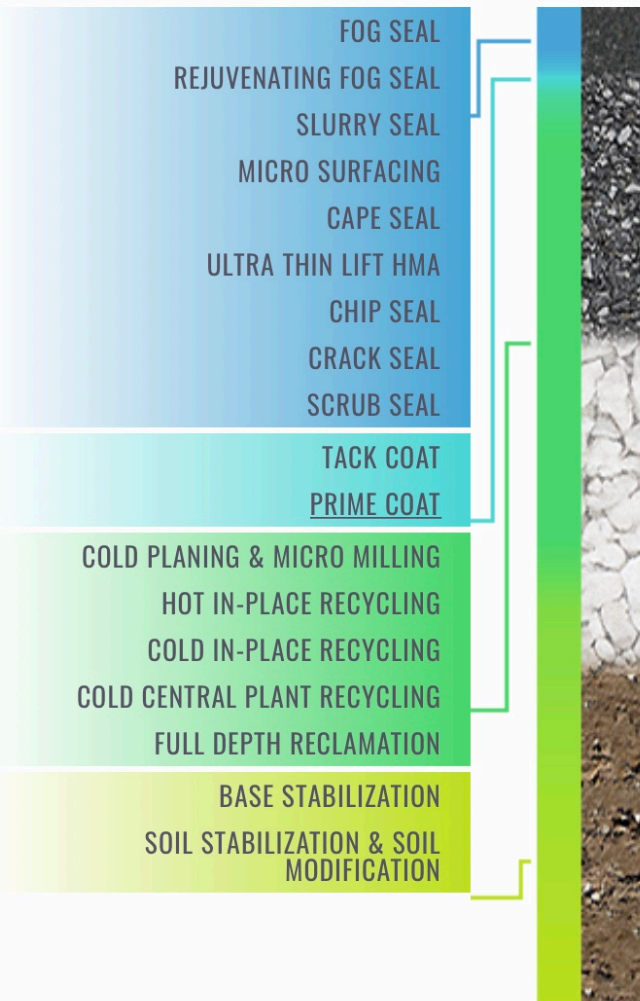 FOG SEAL
REJUVENATING FOG SEAL
SLURRY SEAL
MICRO SURFACING
CAPE SEAL
ULTRA THIN LIFT HMA
CHIP SEAL
CRACK SEAL
SCRUB SEAL
TACK COAT
PRIME COAT
COLD PLANING & MICRO MILLING
HOT IN-PLACE RECYCLING
COLD IN-PLACE RECYCLING
COLD CENTRAL PLANT RECYCLING
FULL DEPTH RECLAMATION
BASE STABILIZATION
SOIL STABILIZATION & SOIL
MODIFICATION